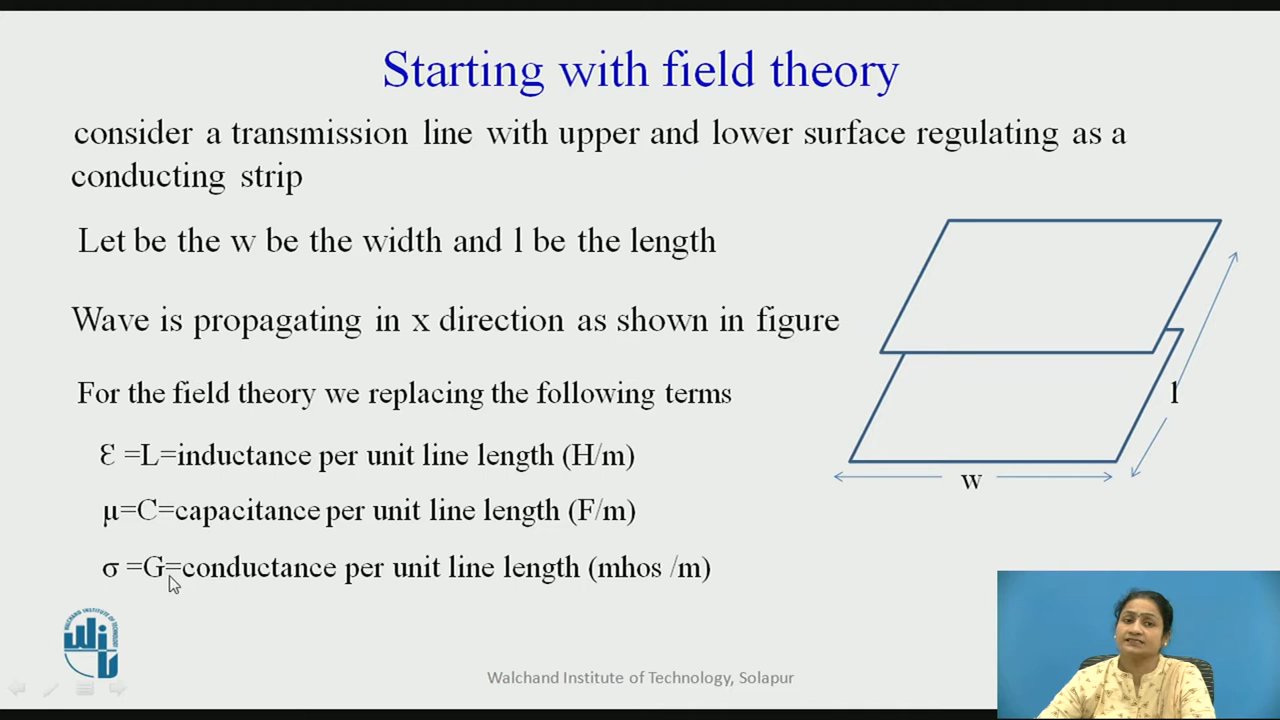 Starting with field theory
consider a transmission line with upper and lower surface regulating as a
conducting strip
Let be the w be the width and l be the length
Wave is propagating in x direction as shown in figure
For the field theory we replacing the following terms
Ɛ =L=inductance per unit line length (H/m)
µ=C=capacitance per unit line length (F/m)
σ =G=conductance per unit line length (mhos /m)
l
w
Walchand Institute of Technology, Solapur